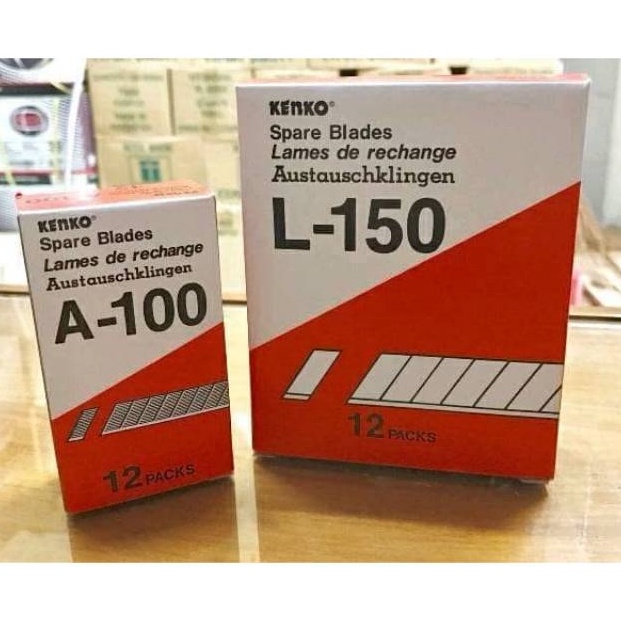 KENKO®
Spare Blades
Lames de rechange
Austauschklingen
A-100
12 PACKS
KENKO®
Spare Blades
Lames de rechange
Austauschklingen
L-150
12 PACKS